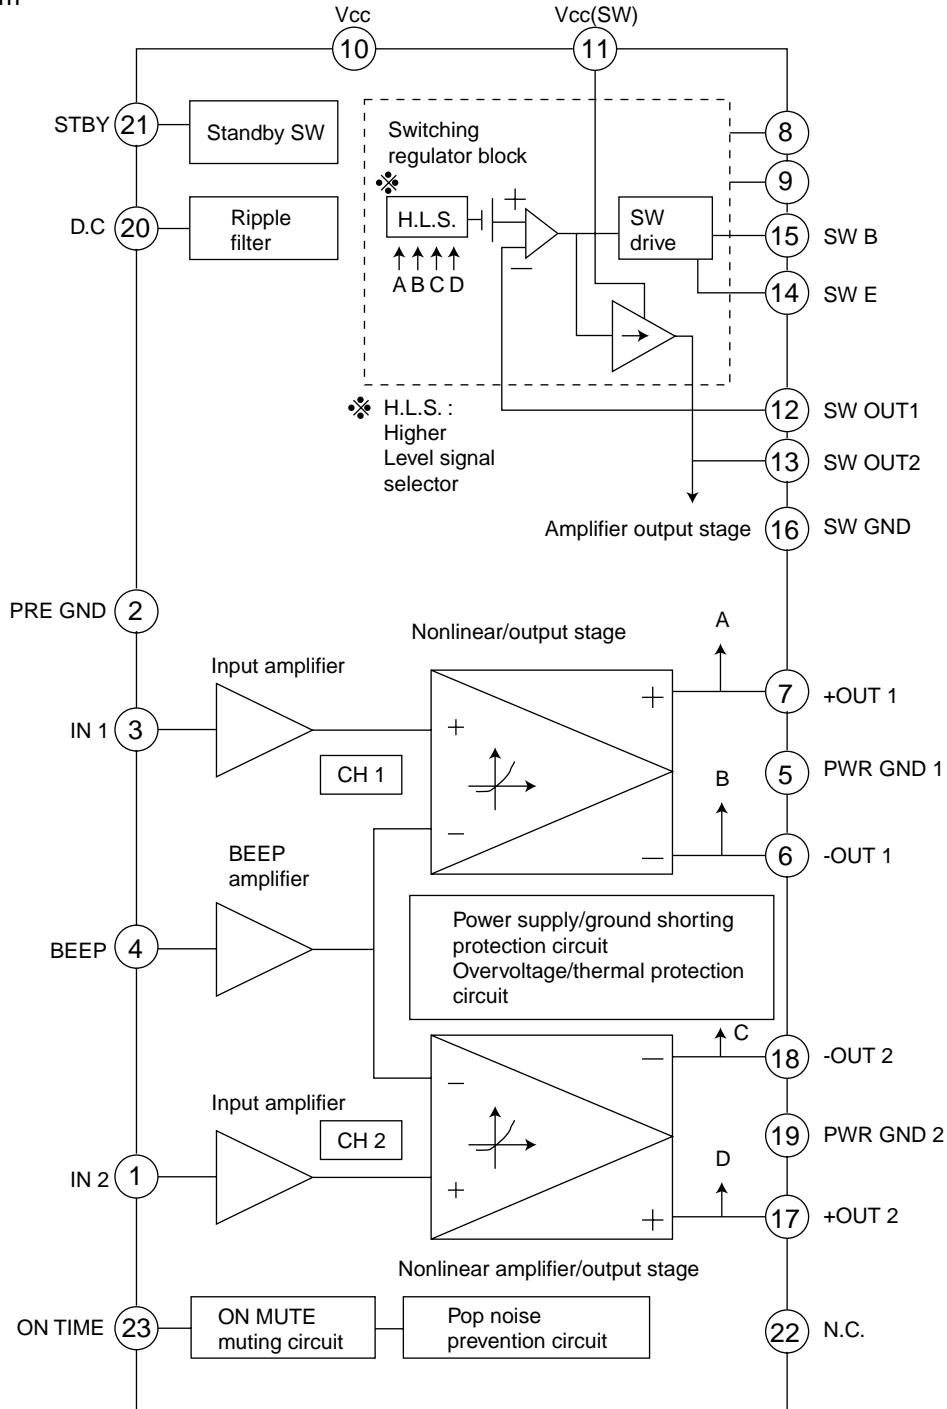 m
Vcc
Vcc(SW)
10
11
STBY
21
Standby SW
Switching
regulator block
※
8
9
D.C
20
Ripple
filter
H.L.S.
+
−
SW
drive
15
SW B
A B C D
14
SW E
※ H.L.S. :
Higher
Level signal
selector
12
SW OUT1
13
SW OUT2
Amplifier output stage
16
SW GND
PRE GND
2
Nonlinear/output stage
A
Input amplifier
+
7
+OUT 1
IN 1
3
+
CH 1
B
5
PWR GND 1
−
−
6
-OUT 1
BEEP
amplifier
BEEP
4
Power supply/ground shorting
protection circuit
Overvoltage/thermal protection
circuit
C
−
18
-OUT 2
−
Input amplifier
CH 2
19
PWR GND 2
D
IN 2
1
+
+
17
+OUT 2
Nonlinear amplifier/output stage
ON TIME
23
ON MUTE
muting circuit
Pop noise
prevention circuit
22
N.C.